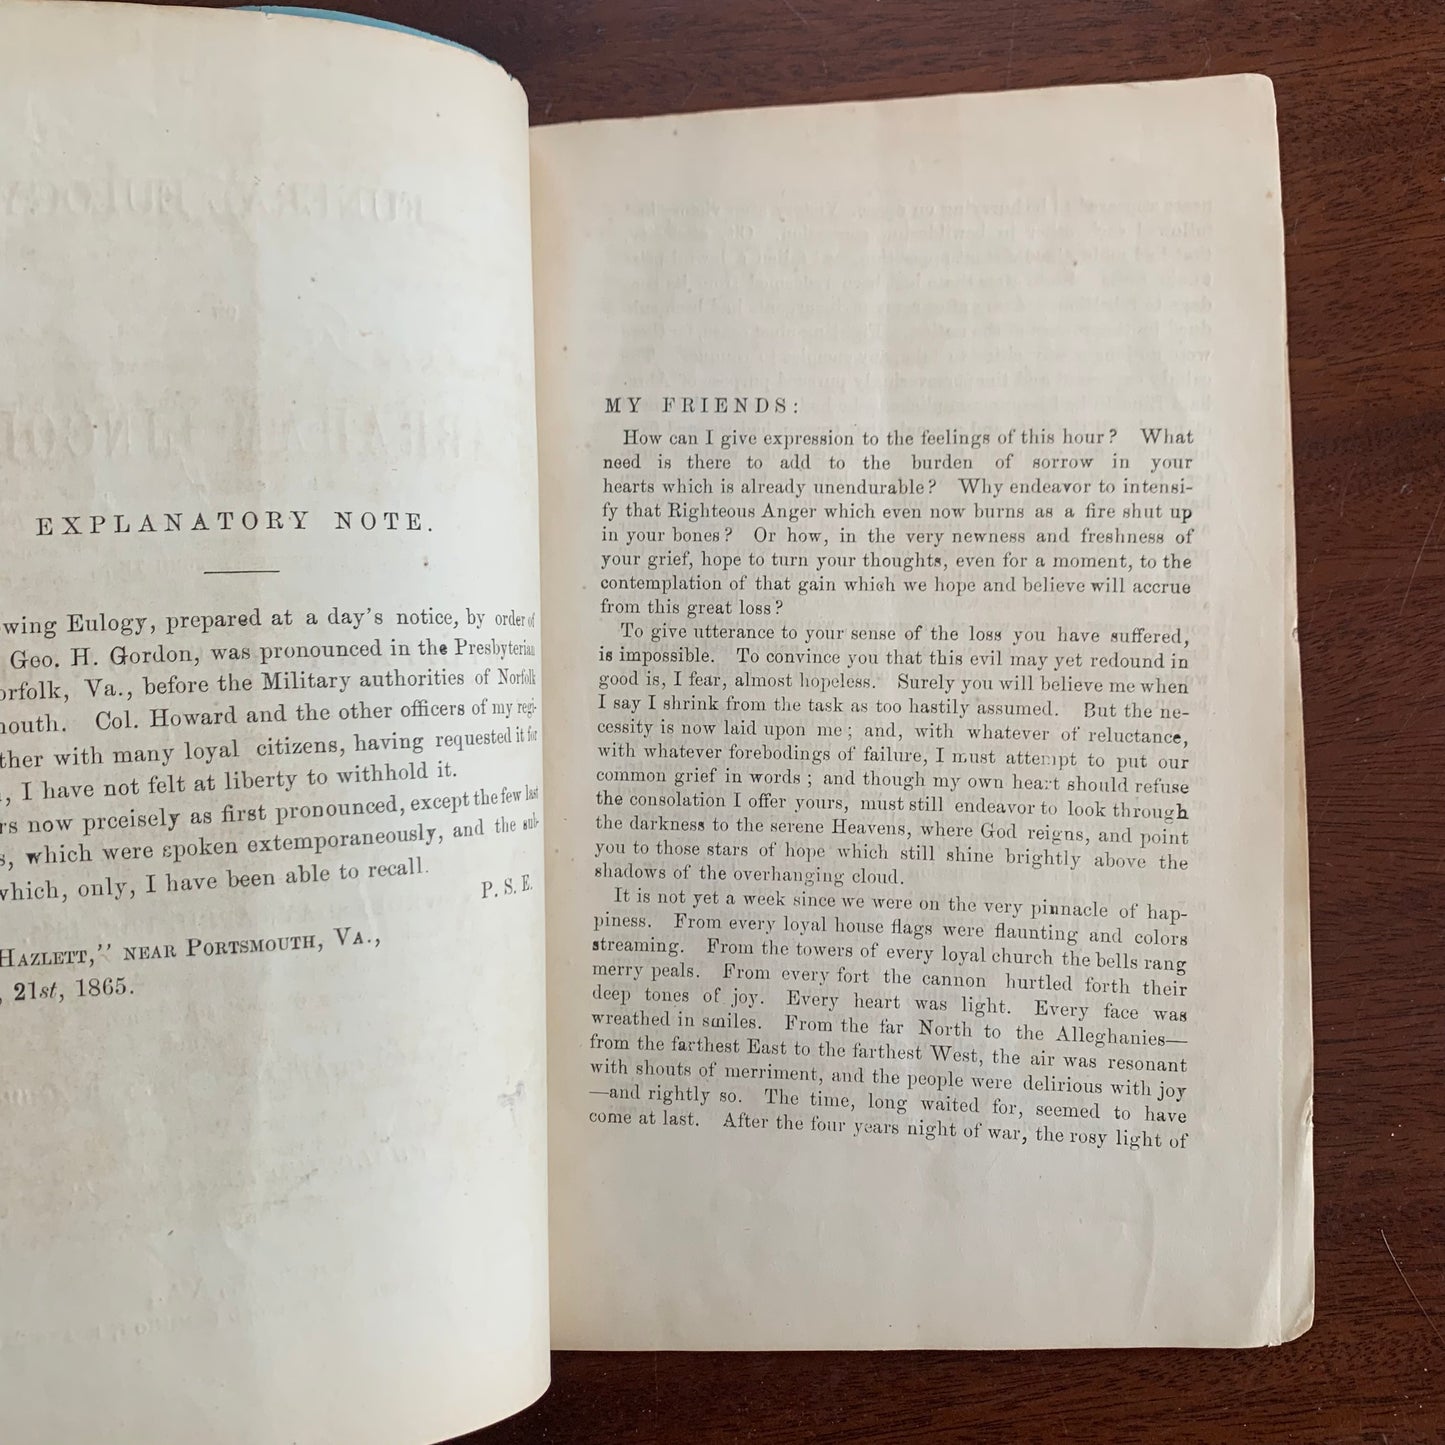 EXPLANATORY NOTE.
wing Eulogy, prepared at a day's notice, by order of
Geo. H. Gordon, was pronounced in the Presbyterian
orfolk, Va., before the Military authorities of Norfolk
outh. Col. Howard and the other officers of my regi-
ther with many loyal citizens, having requested it for
, I have not felt at liberty to withhold it.
rs now prceisely as first pronounced, except the few last
s, which were spoken extemporaneously, and the sub-
which, only, I have been able to recall.
P. S. E.
HAZLETT," NEAR PORTSMOUTH, VA.,
, 21st, 1865.
MY FRIENDS:
How can I give expression to the feelings of this hour? What
need is there to add to the burden of sorrow in your
hearts which is already unendurable? Why endeavor to intensi-
fy that Righteous Anger which even now burns as a fire shut up
in your bones? Or how, in the very newness and freshness of
your grief, hope to turn your thoughts, even for a moment, to the
contemplation of that gain which we hope and believe will accrue
from this great loss?
To give utterance to your sense of the loss you have suffered,
is impossible. To convince you that this evil may yet redound in
good is, I fear, almost hopeless. Surely you will believe me when
I say I shrink from the task as too hastily assumed. But the ne-
cessity is now laid upon me; and, with whatever of reluctance,
with whatever forebodings of failure, I must attempt to put our
common grief in words; and though my own heart should refuse
the consolation I offer yours, must still endeavor to look through
the darkness to the serene Heavens, where God reigns, and point
you to those stars of hope which still shine brightly above the
shadows of the overhanging cloud.
It is not yet a week since we were on the very pinnacle of hap-
piness. From every loyal house flags were flaunting and colors
streaming. From the towers of every loyal church the bells rang
merry peals. From every fort the cannon hurtled forth their
deep tones of joy. Every heart was light. Every face was
wreathed in smiles. From the far North to the Alleghanies—
from the farthest East to the farthest West, the air was resonant
with shouts of merriment, and the people were delirious with joy
—and rightly so. The time, long waited for, seemed to have
come at last. After the four years night of war, the rosy light of